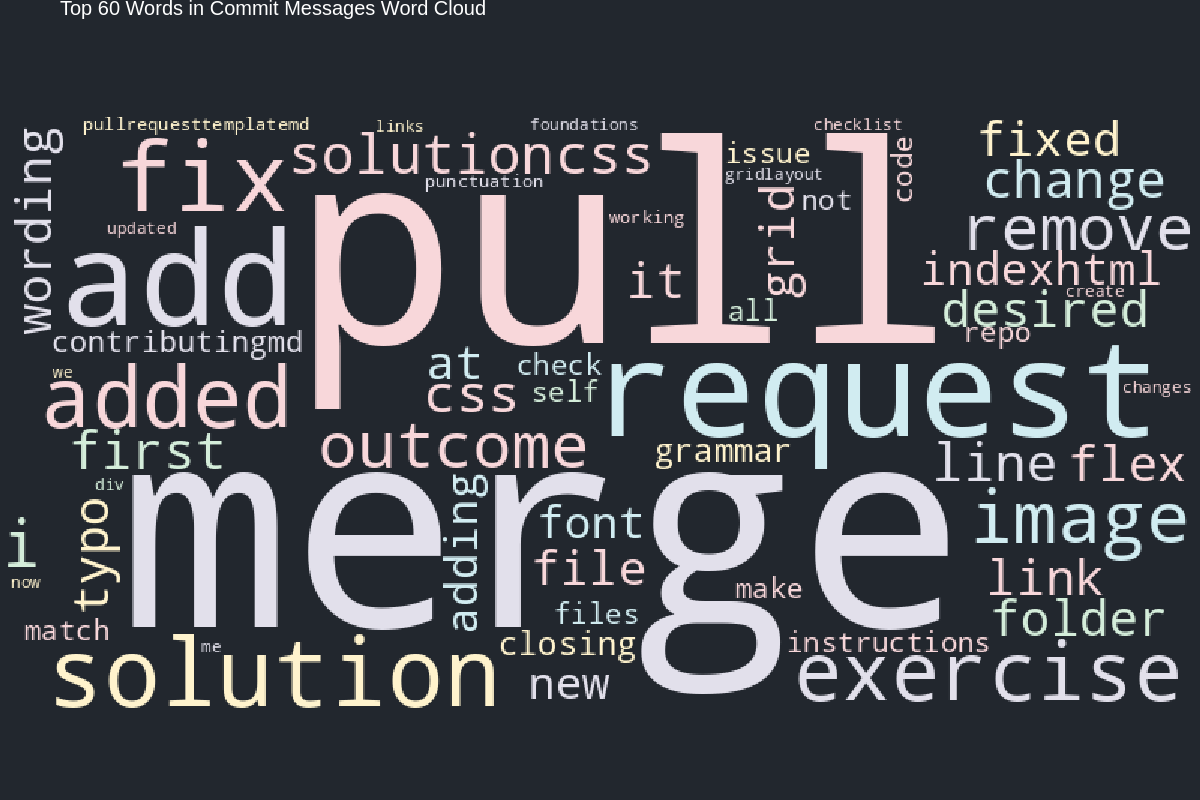 Top 60 Words in Commit Messages Word Cloud
pullrequesttemplatemd
links
foundations
checklist
wording
fix
solutioncss
punctuation
pull
issue
gridlayout
grid
not
code
fixed
change
updated
working
remove
add
it
all
indexhtml
create
desired
repo
contributingmd
we
added
at
check
css
self
request
changes
first
outcome
grammar
line
flex
div
merge
typo
adding
font
image
i
now
file
make
link
match
files
folder
me
closing
instructions
solution
new
exercise